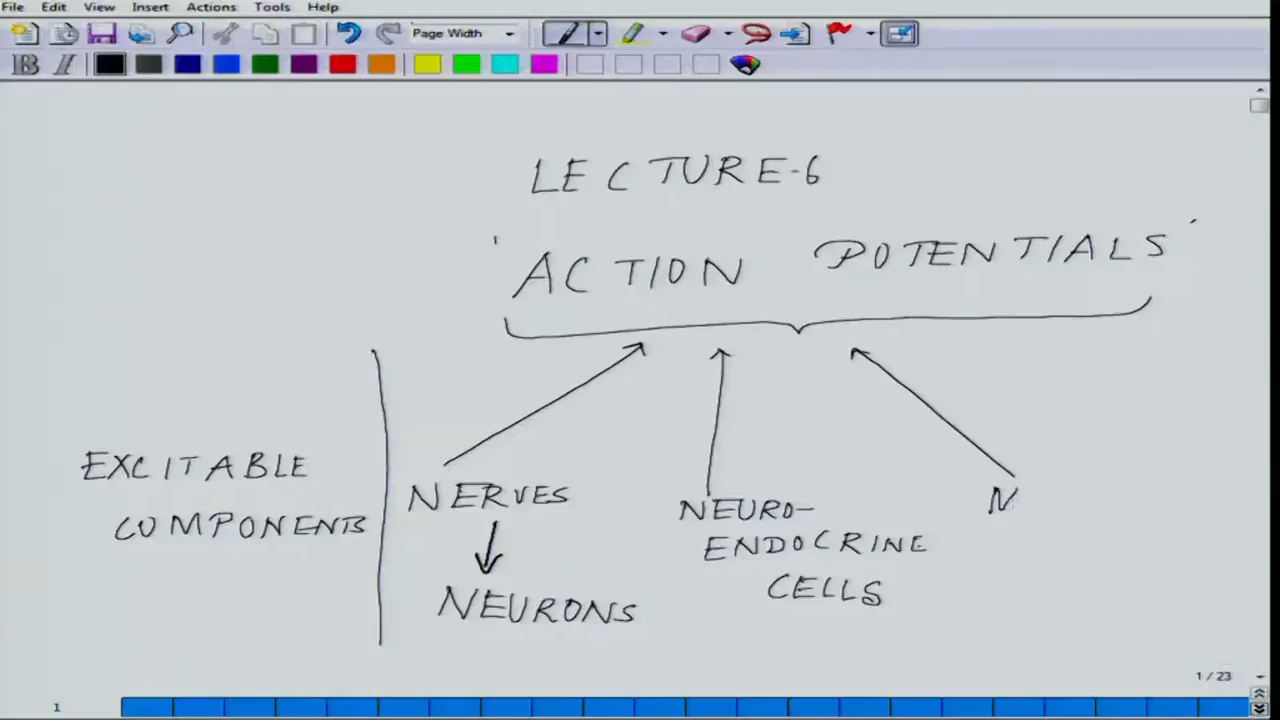 File Edit View Insert Actions Tools Help
Page Width
B I
LECTURE-6
ACTION POTENTIALS
EXCITABLE
COMPONENTS
NERVES
NEURONS
NEURO-
ENDOCRINE
CELLS
N
1 / 23
1